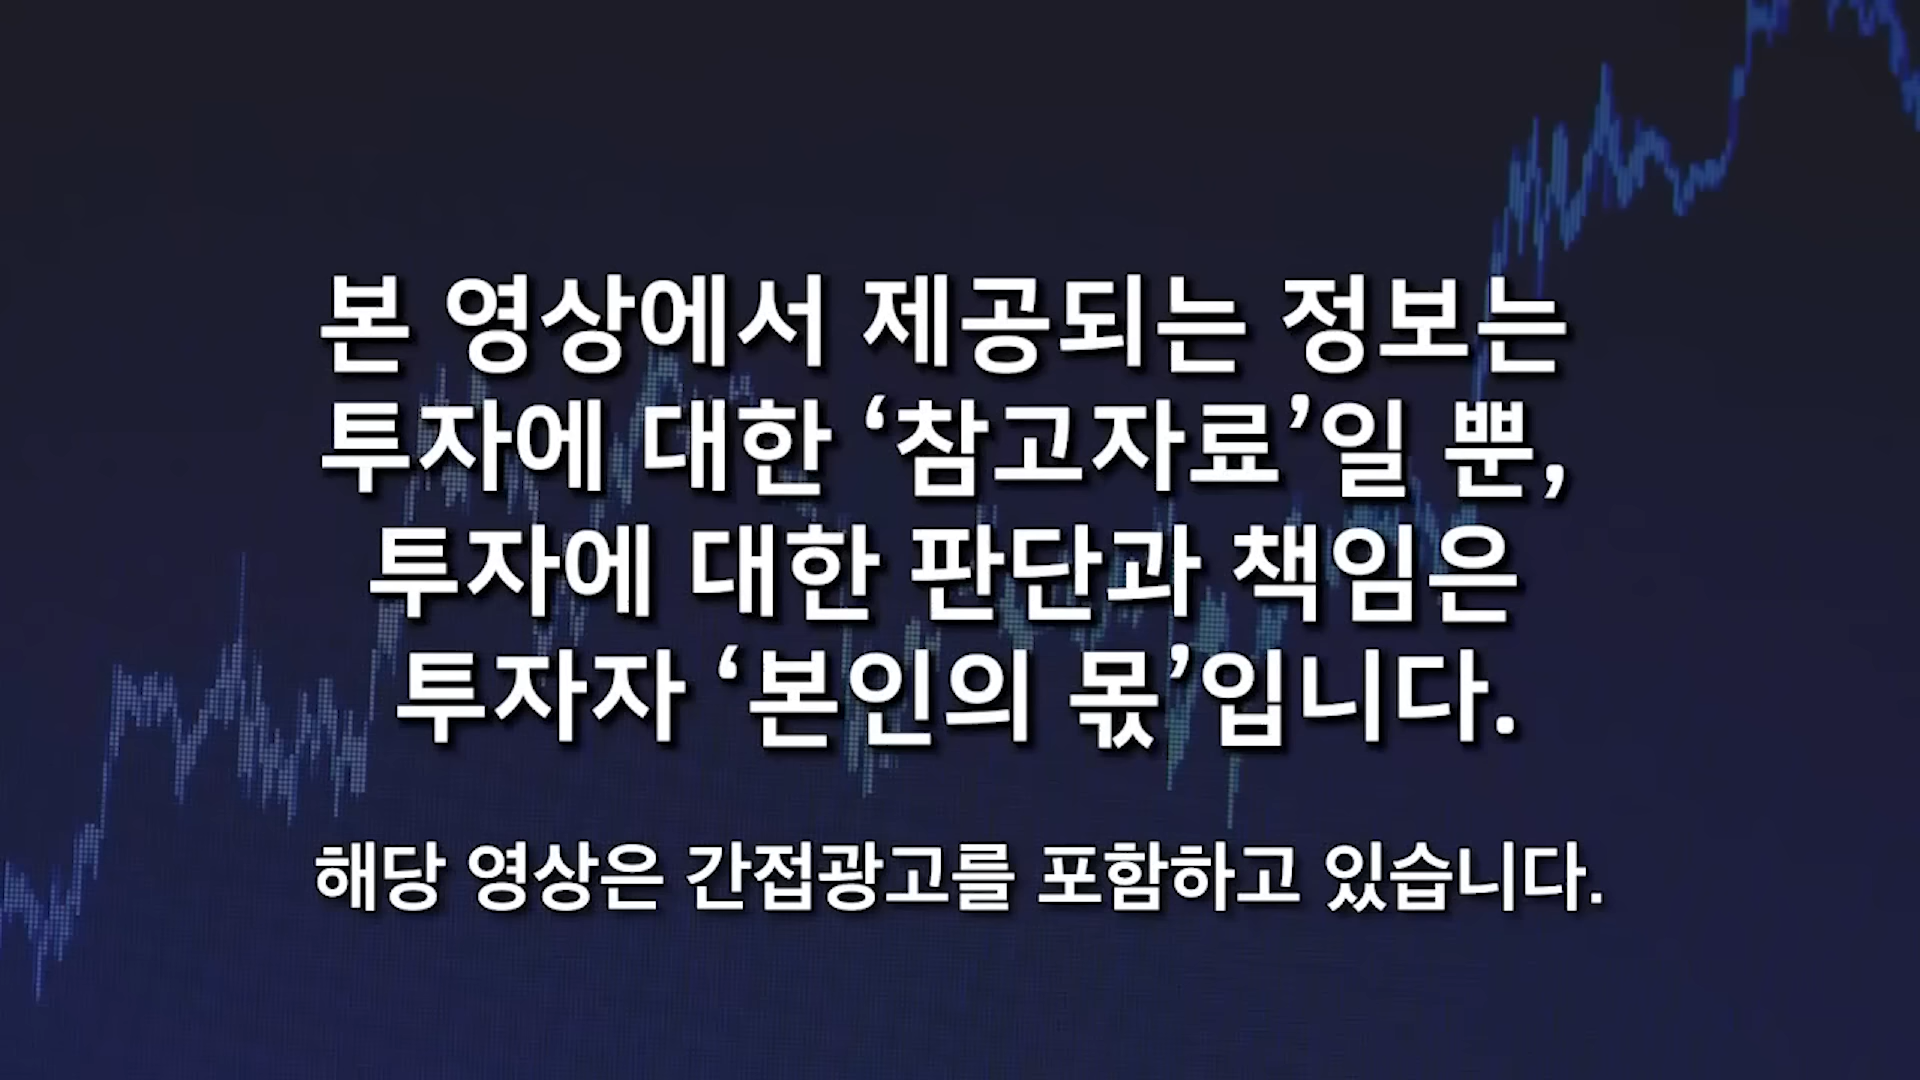 본 영상에서 제공되는 정보는
투자에 대한 ‘참고자료’일 뿐,
투자에 대한 판단과 책임은
투자자 ‘본인의 몫’입니다.
해당 영상은 간접광고를 포함하고 있습니다.